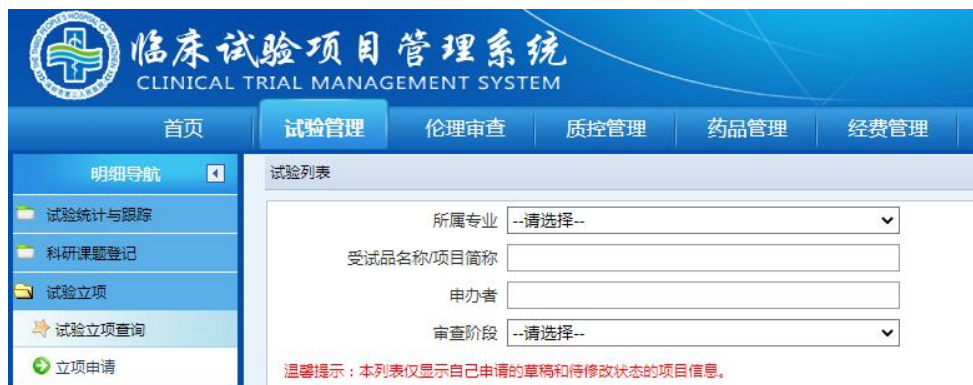 临床试验项目管理系统
CLINICAL TRIAL MANAGEMENT SYSTEM
首页 试验管理 伦理审查 质控管理 药品管理 经费管理
明细导航
试验列表
试验统计与跟踪
科研课题登记
试验立项
试验立项查询
立项申请
所属专业 --请选择--
受试品名称/项目简称
申办者
审查阶段 --请选择--
温馨提示：本列表仅显示自己申请的草稿和待修改状态的项目信息。